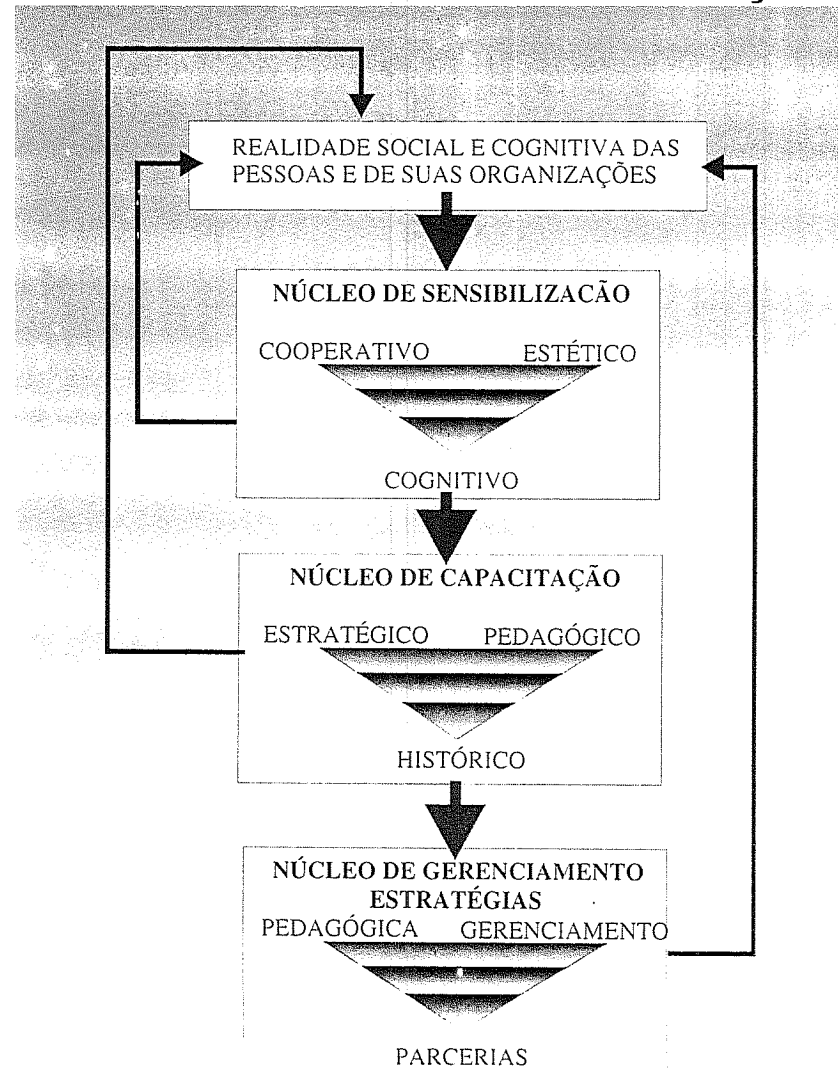 REALIDADE SOCIAL E COGNITIVA DAS
PESSOAS E DE SUAS ORGANIZAÇÕES
NÚCLEO DE SENSIBILIZACÃO
COOPERATIVO ESTÉTICO
COGNITIVO
NÚCLEO DE CAPACITAÇÃO
ESTRATÉGICO PEDAGÓGICO
HISTÓRICO
NÚCLEO DE GERENCIAMENTO
ESTRATÉGIAS
PEDAGÓGICA GERENCIAMENTO
PARCERIAS